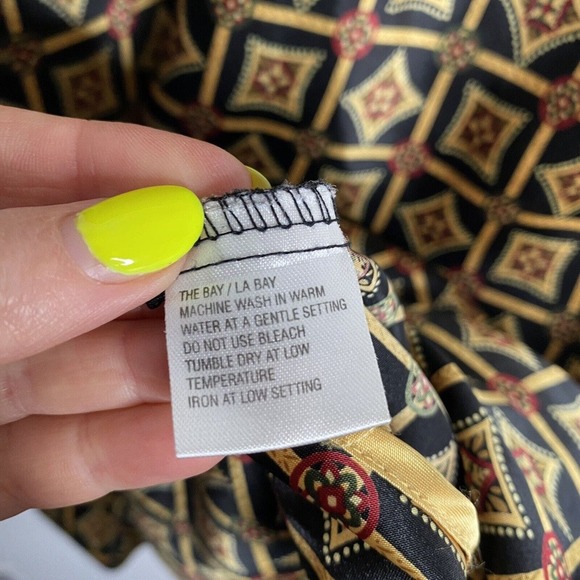 THE BAY / LA BAY
MACHINE WASH IN WARM
WATER AT A GENTLE SETTING
DO NOT USE BLEACH
TUMBLE DRY AT LOW
TEMPERATURE
IRON AT LOW SETTING